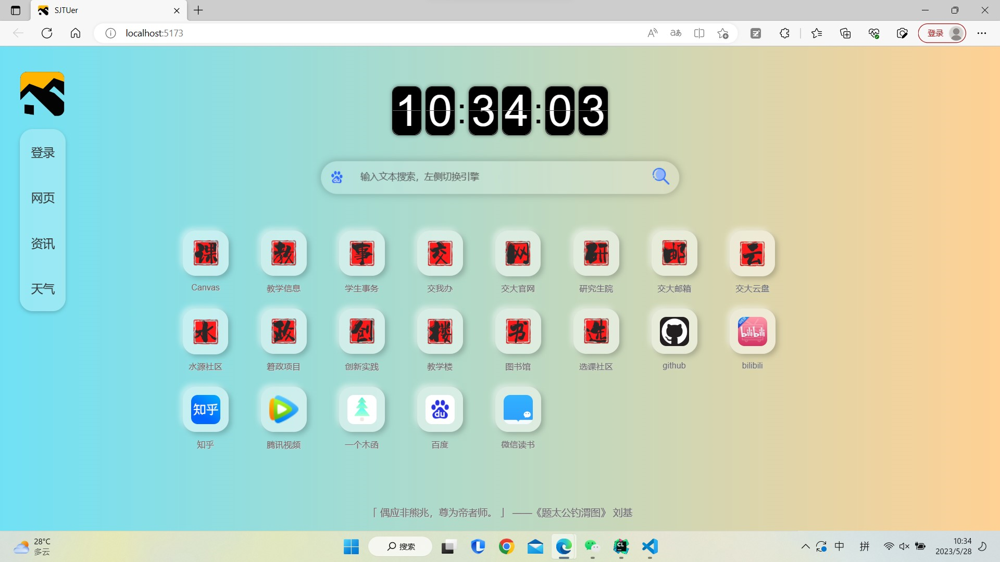 SJTUer
localhost:5173
登录
10:34:03
登录
网页
资讯
天气
输入文本搜索，左侧切换引擎
课 教 事 交 网 研 邮 云
Canvas 教学信息 学生事务 交我办 交大官网 研究生院 交大邮箱 交大云盘
水 政 创 楼 书 选 WEB bilibili
水源社区 䇹政项目 创新实践 教学楼 图书馆 选课社区 github bilibili
知乎 du
知乎 腾讯视频 一个木函 百度 微信读书
「 偶应非熊兆，尊为帝者师。 」 ——《题太公钓渭图》 刘基
28°C
多云
搜索
CL
中 拼
10:34
2023/5/28